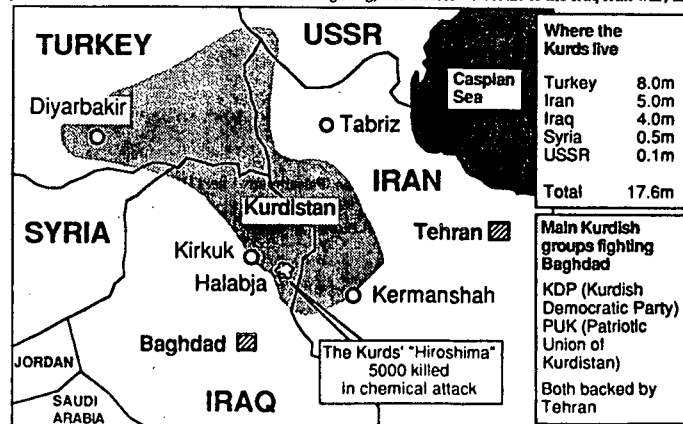 TURKEY
USSR
Caspian
Sea
Diyarbakir
Tabriz
IRAN
Kurdistan
SYRIA
Tehran
Kirkuk
Halabja
Kermanshah
Baghdad
The Kurds' "Hiroshima"
5000 killed
in chemical attack
JORDAN
SAUDI
ARABIA
IRAQ
Where the
Kurds live
Turkey 8.0m
Iran 5.0m
Iraq 4.0m
Syria 0.5m
USSR 0.1m
Total 17.6m
Main Kurdish
groups fighting
Baghdad
KDP (Kurdish
Democratic Party)
PUK (Patriotic
Union of
Kurdistan)
Both backed by
Tehran